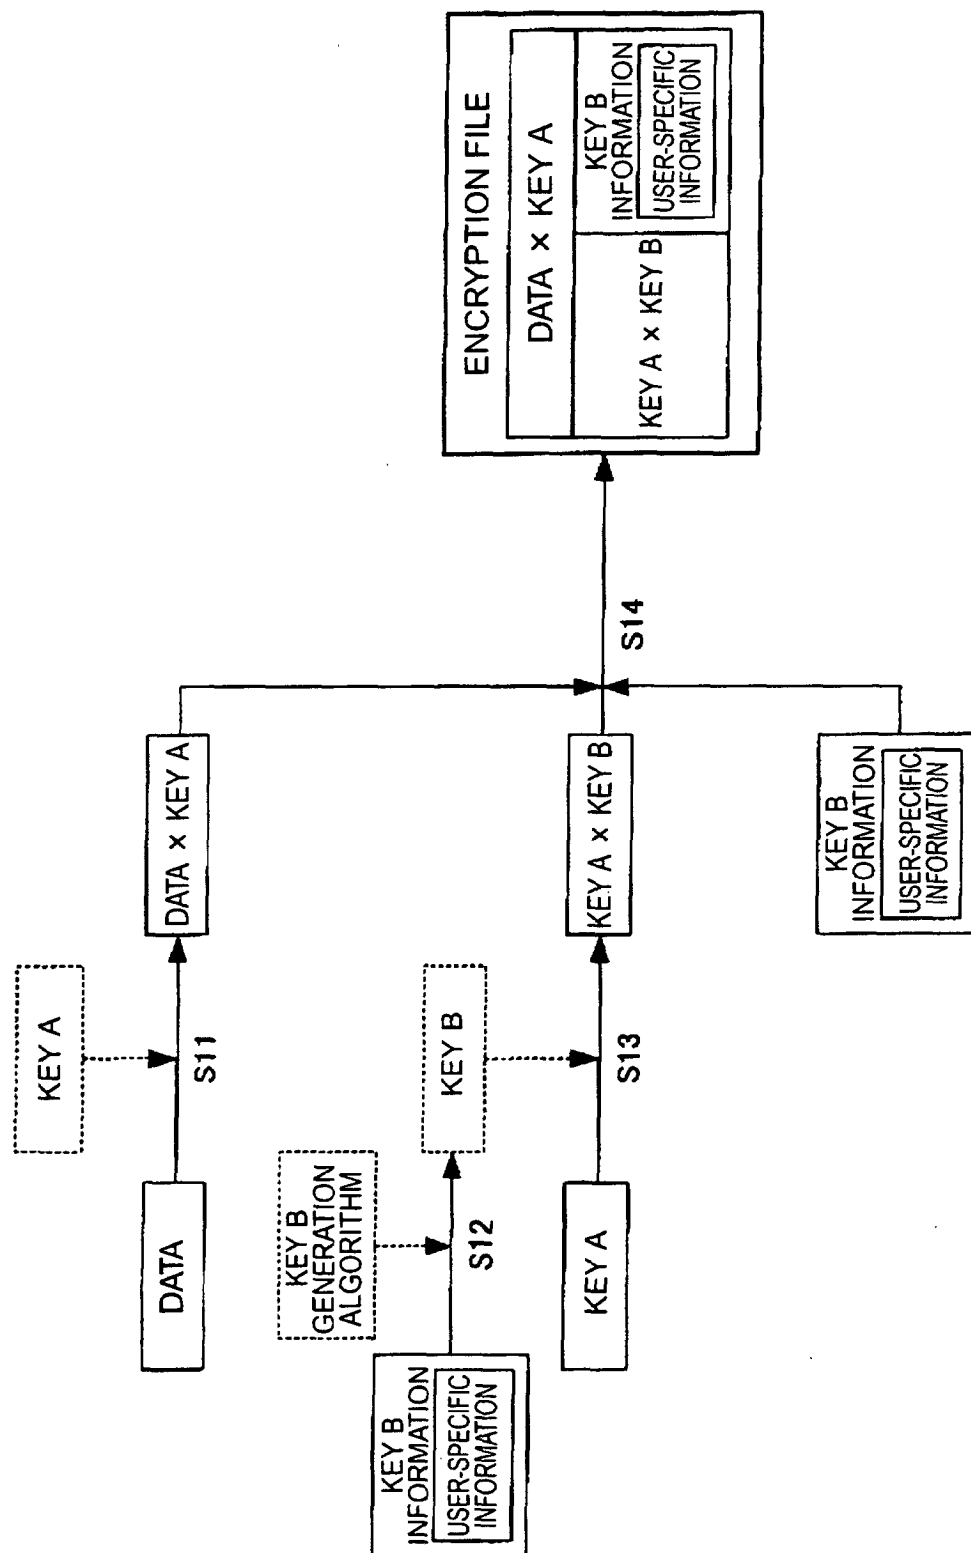 KEY A
DATA
S11
DATA × KEY A
KEY B
GENERATION
ALGORITHM
KEY B
INFORMATION
USER-SPECIFIC
INFORMATION
S12
KEY B
KEY A
S13
KEY A × KEY B
KEY B
INFORMATION
USER-SPECIFIC
INFORMATION
S14
ENCRYPTION FILE
DATA × KEY A
KEY A × KEY B
KEY B
INFORMATION
USER-SPECIFIC
INFORMATION